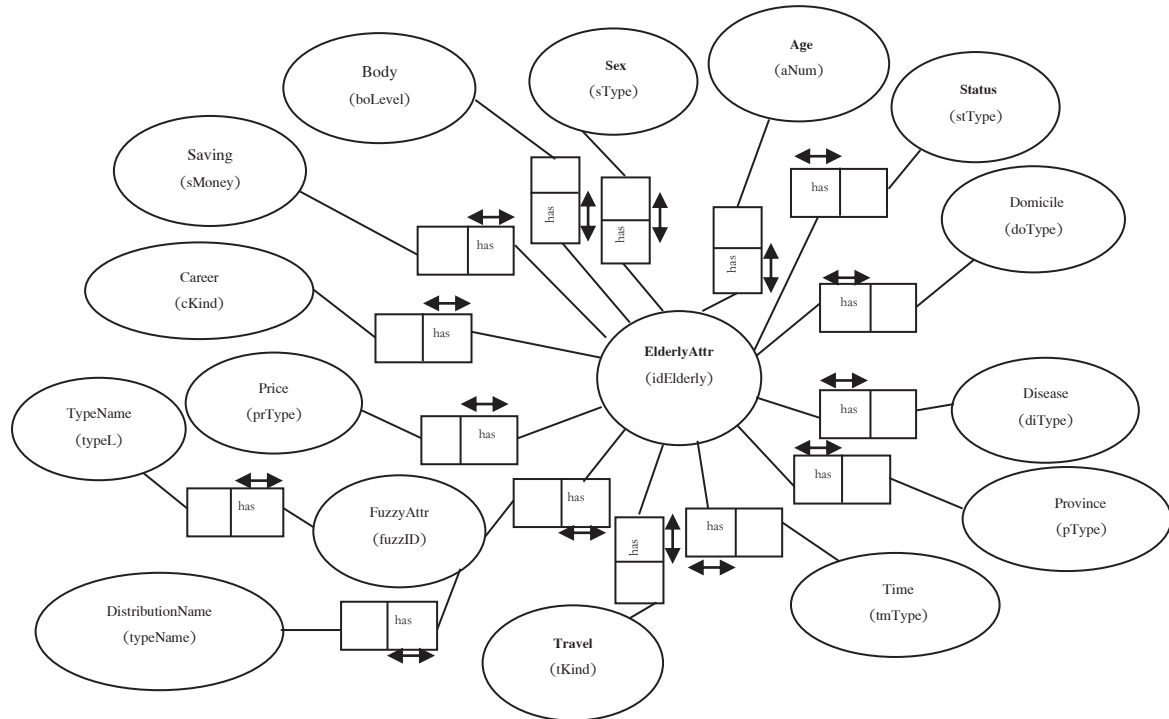 Age
(aNum)
Sex
(sType)
Body
(boLevel)
Status
(stType)
Saving
(sMoney)
has
has
has
has
Domicile
(doType)
has
has
Career
(cKind)
has
has
ElderlyAttr
(idElderly)
Price
(prType)
Disease
(diType)
has
TypeName
(typeL)
has
has
has
Province
(pType)
has
FuzzyAttr
(fuzzID)
has
has
Time
(tmType)
DistributionName
(typeName)
has
Travel
(tKind)